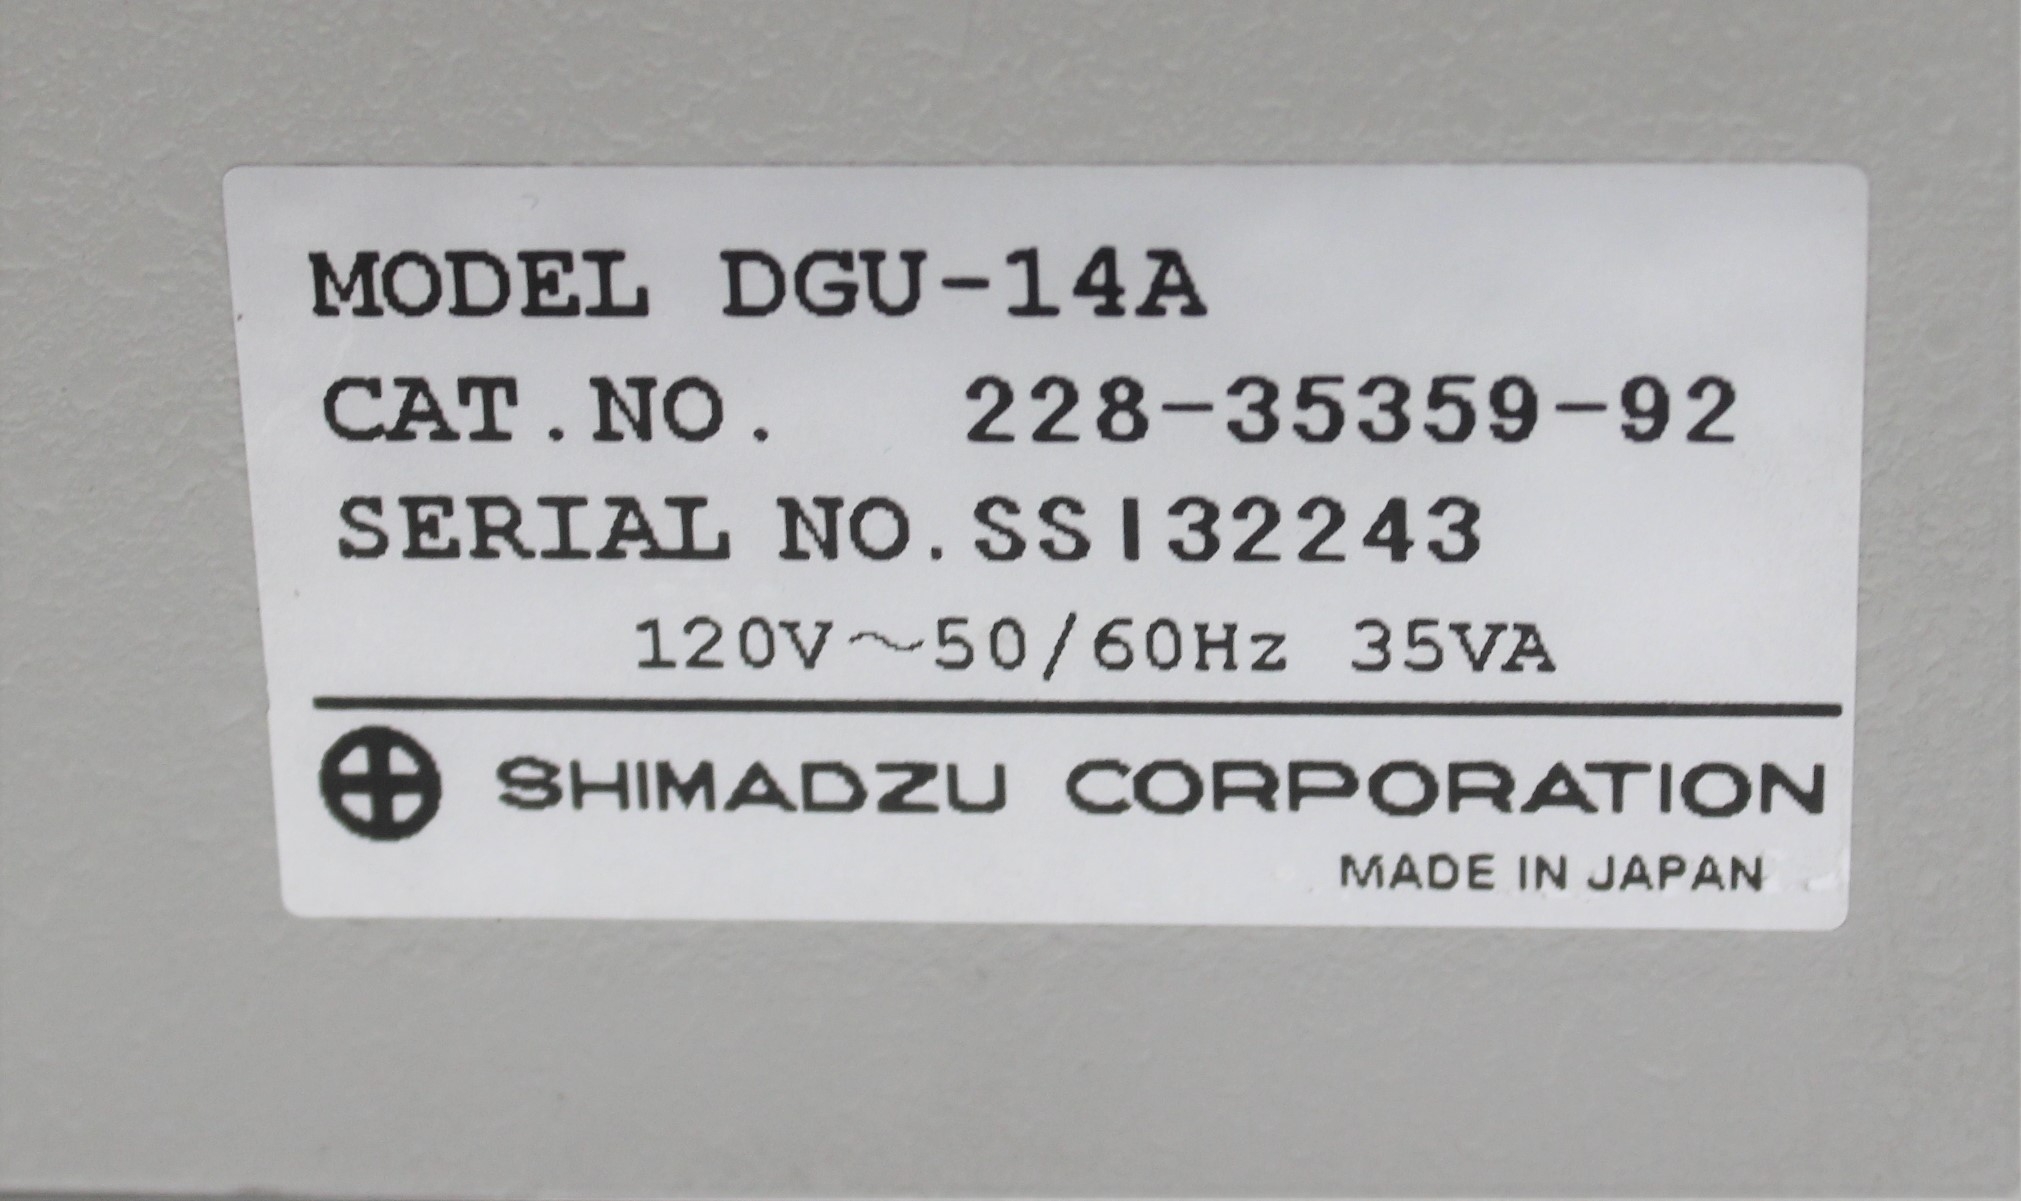 MODEL DGU-14A
CAT.NO. 228-35359-92
SERIAL NO.SS132243
120V～50/60Hz 35VA
SHIMADZU CORPORATION
MADE IN JAPAN